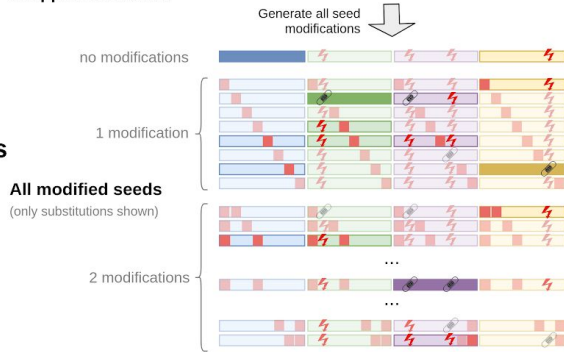 Generate all seed
modifications
no modifications
1 modification
s
All modified seeds
(only substitutions shown)
...
2 modifications
...